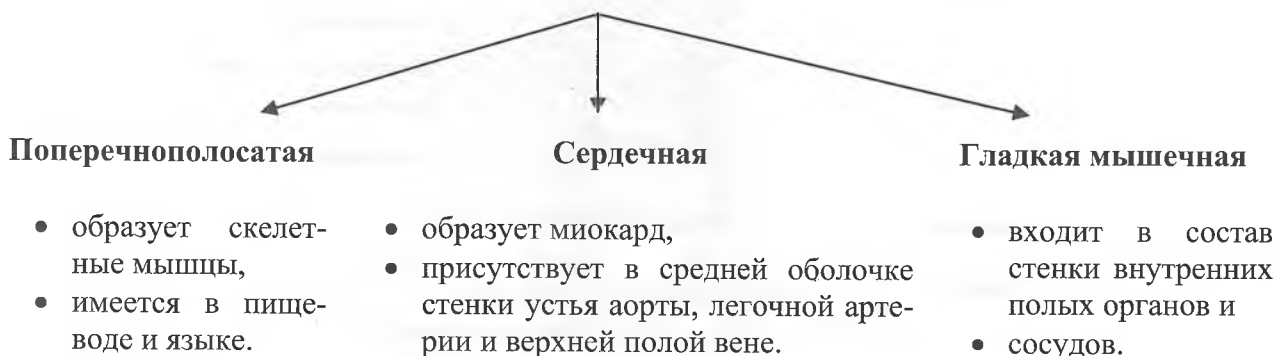 Поперечнополосатая
• образует скелет-
ные мышцы,
• имеется в пище-
воде и языке.
Сердечная
• образует миокард,
• присутствует в средней оболочке
стенки устья аорты, легочной арте-
рии и верхней полой вене.
Гладкая мышечная
• входит в состав
стенки внутренних
полых органов и
• сосудов.